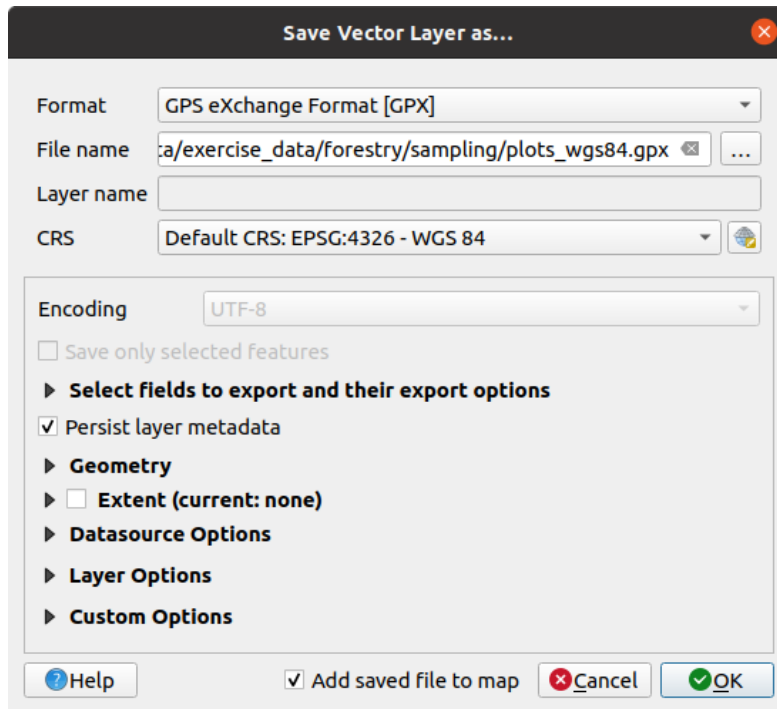 Save Vector Layer as...
Format GPS eXchange Format [GPX]
File name ta/exercise_data/forestry/sampling/plots_wgs84.gpx ...
Layer name
CRS Default CRS: EPSG:4326 - WGS 84
Encoding UTF-8
Save only selected features
Select fields to export and their export options
Persist layer metadata
Geometry
Extent (current: none)
Datasource Options
Layer Options
Custom Options
Help Add saved file to map Cancel OK